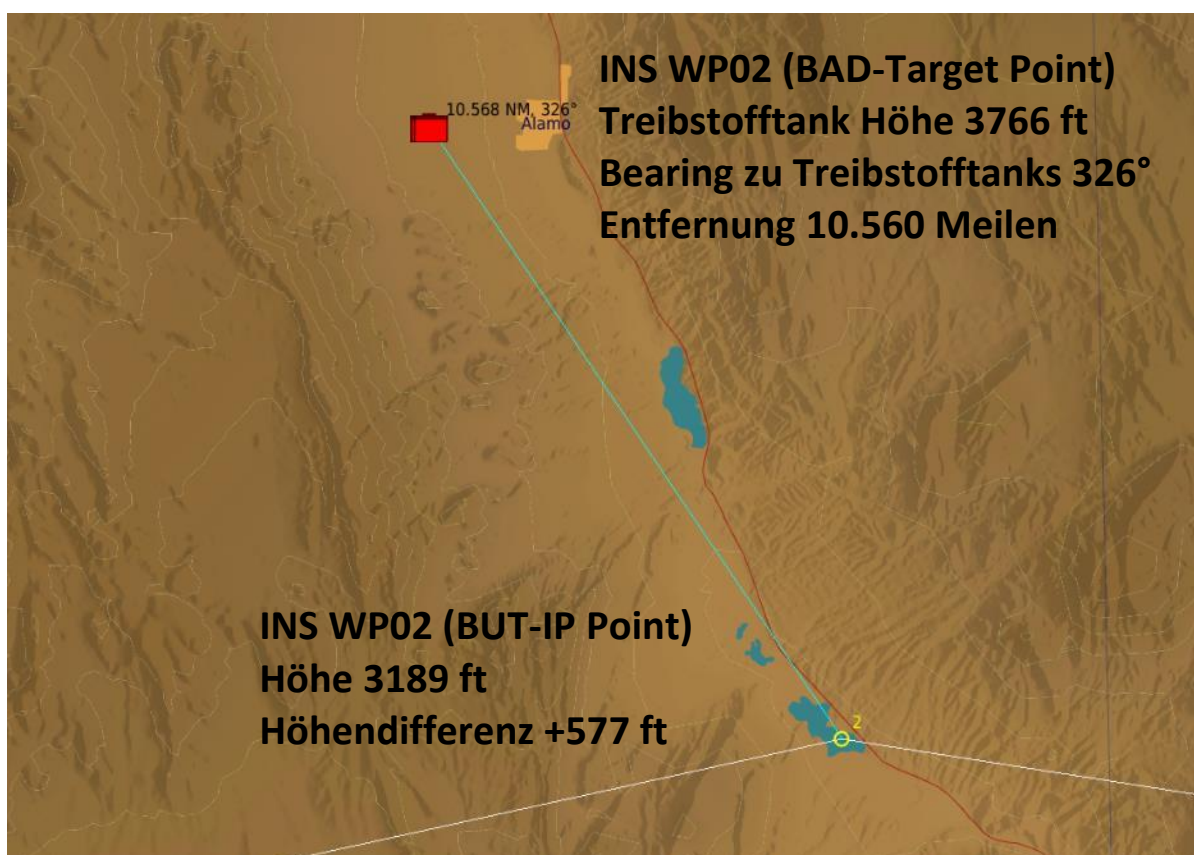 INS WP02 (BAD-Target Point)
Treibstofftank Höhe 3766 ft
Bearing zu Treibstofftanks 326°
Entfernung 10.560 Meilen
10.568 NM, 326°
Alamo
INS WP02 (BUT-IP Point)
Höhe 3189 ft
Höhendifferenz +577 ft
2